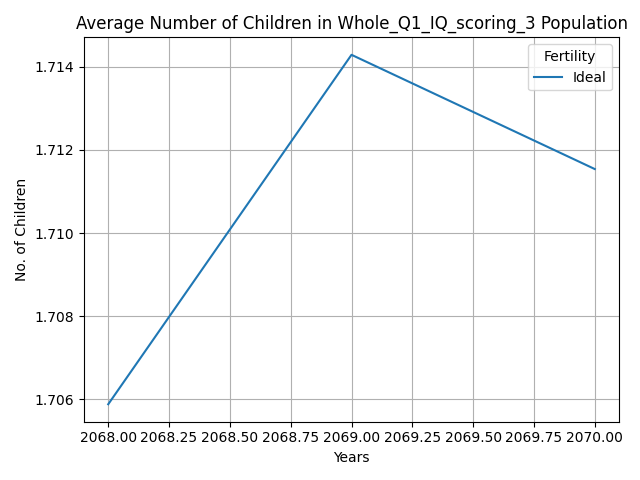 Average Number of Children in Whole_Q1_IQ_scoring_3 Population
Fertility
Ideal
1.714
1.712
1.710
1.708
1.706
No. of Children
2068.00 2068.25 2068.50 2068.75 2069.00 2069.25 2069.50 2069.75 2070.00
Years